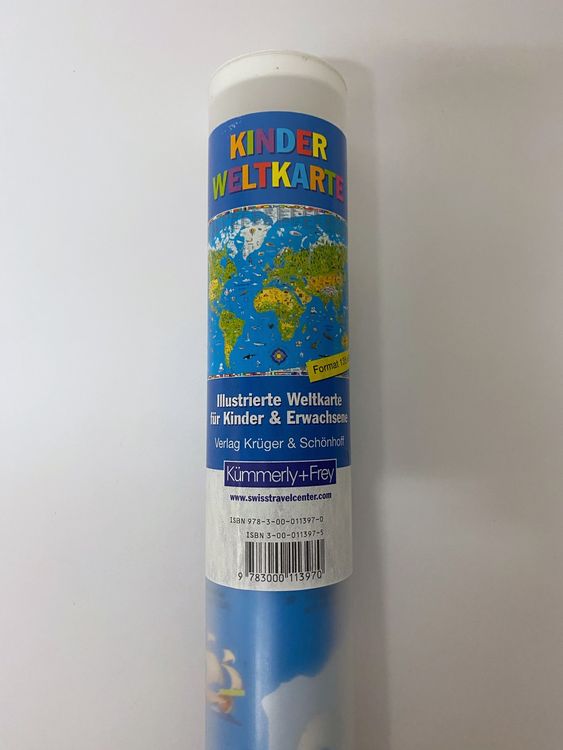 KINDER
WELTKARTE
Format
Illustrierte Weltkarte
für Kinder & Erwachsene
Verlag Krüger & Schönhoff
Kümmerly+Frey
www.swisstravelcenter.com
ISBN 978-3-00-011397-0
ISBN 3-00-011397-5
9 783000 113970